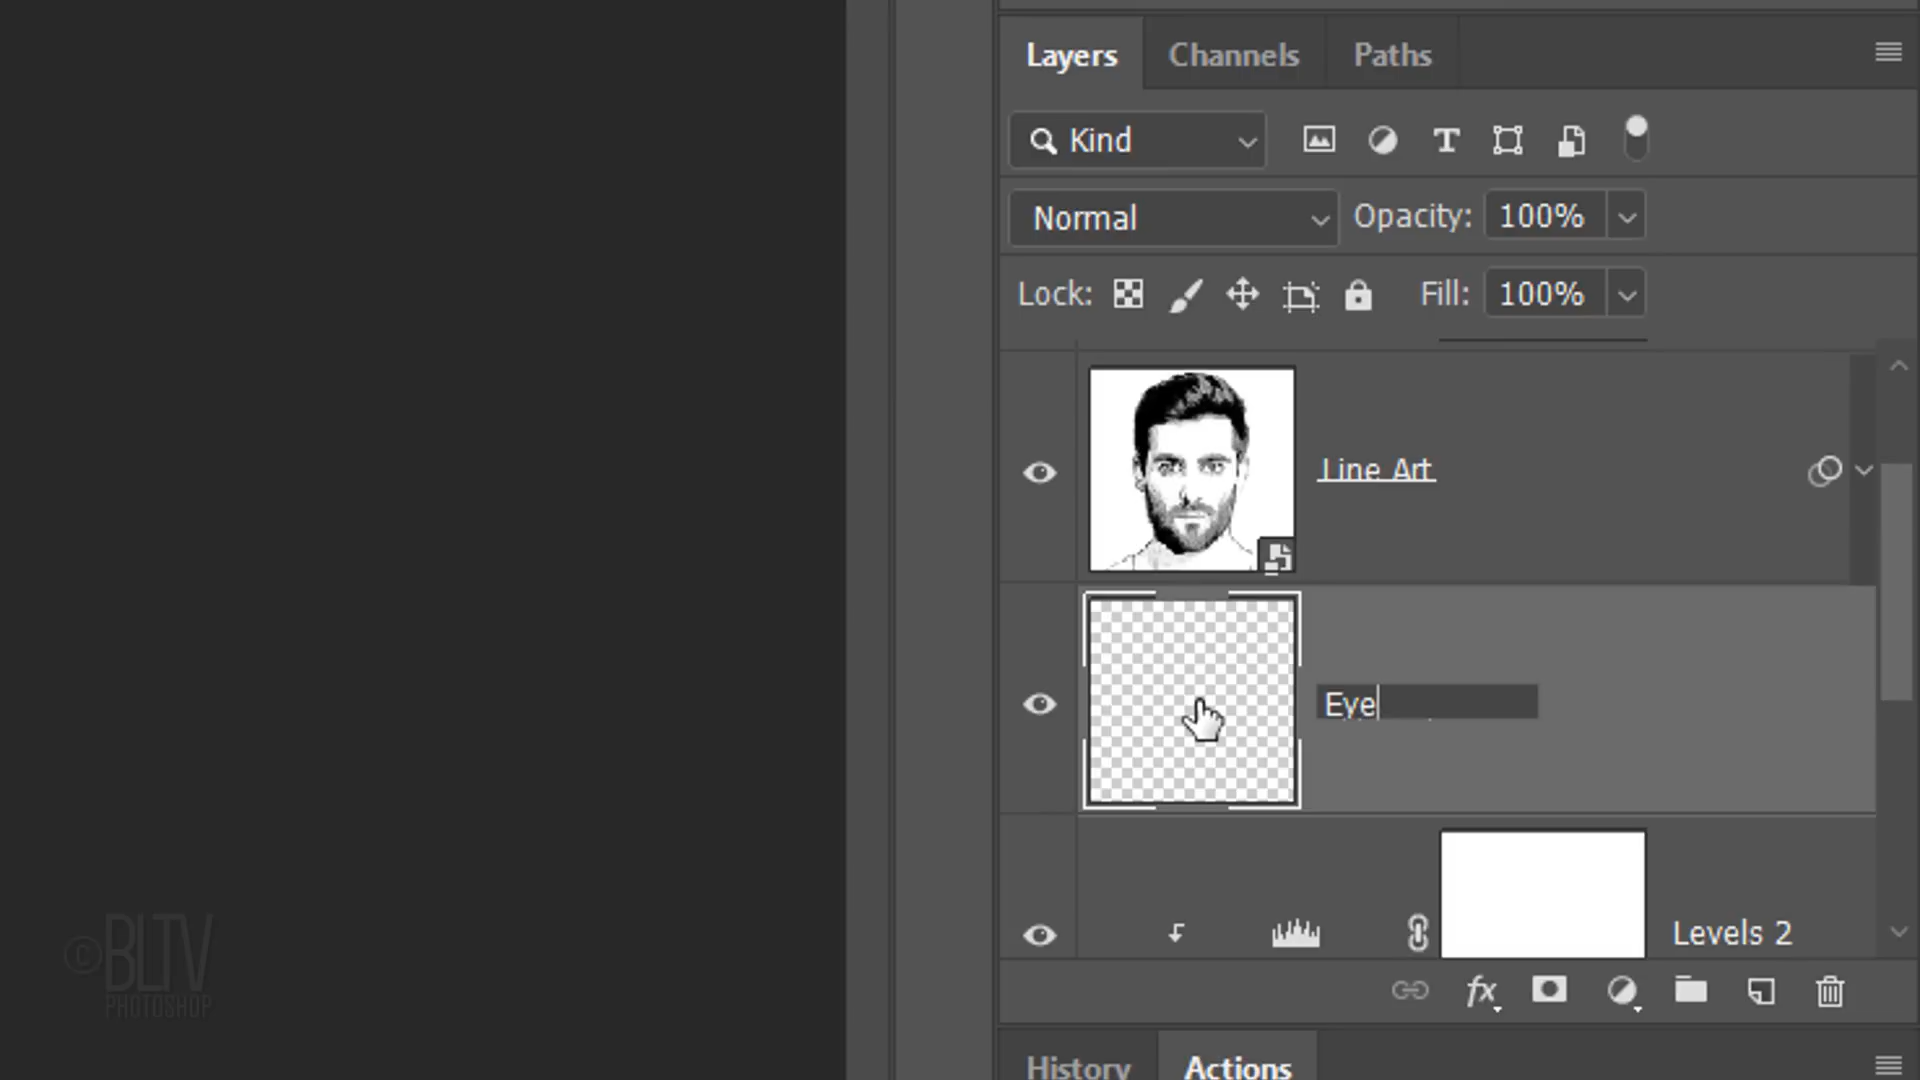 Layers Channels Paths
Kind
Normal Opacity: 100%
Lock: Fill: 100%
Line Art
Eye
Levels 2
fx
© BLTV
PHOTOSHOP
History Actions